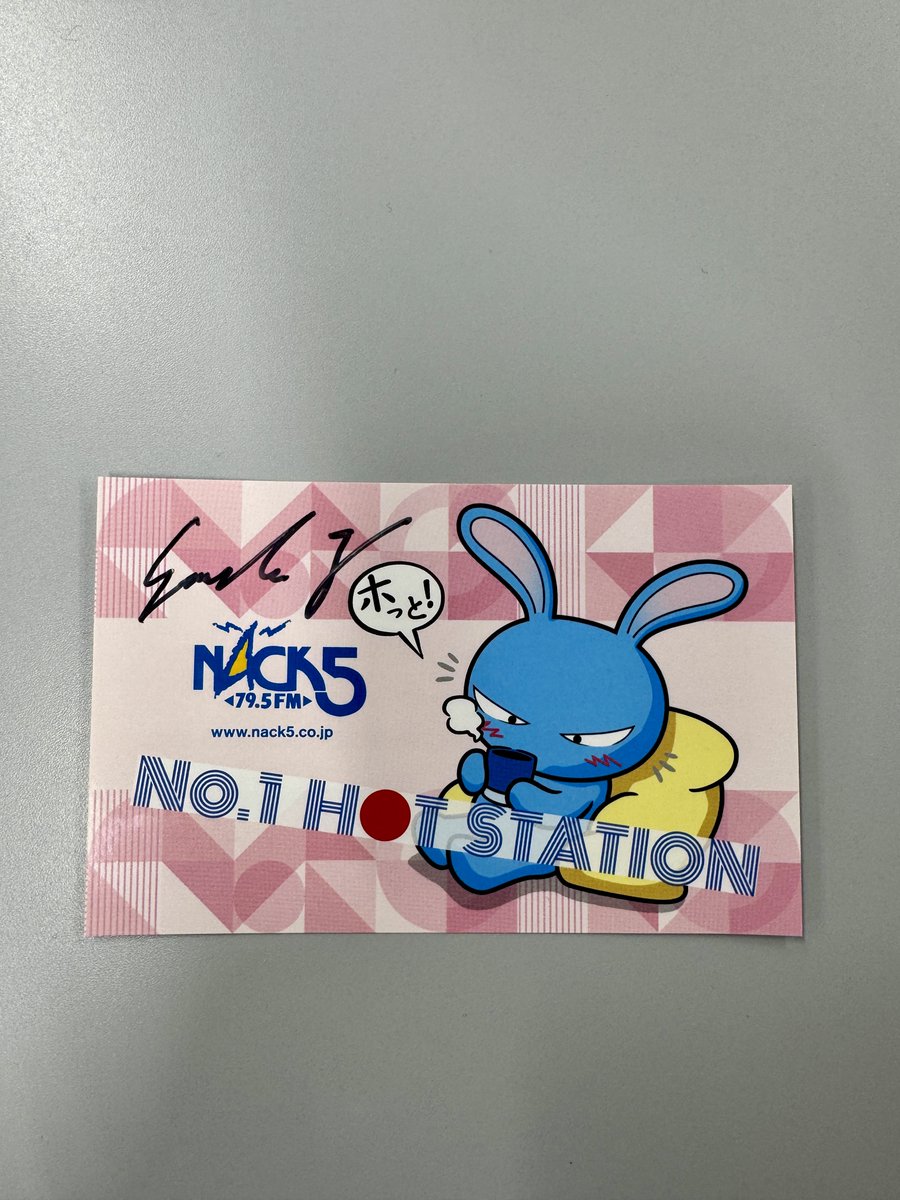 ホっと!
NACK5
79.5FM
www.nack5.co.jp
No.1 HOT STATION